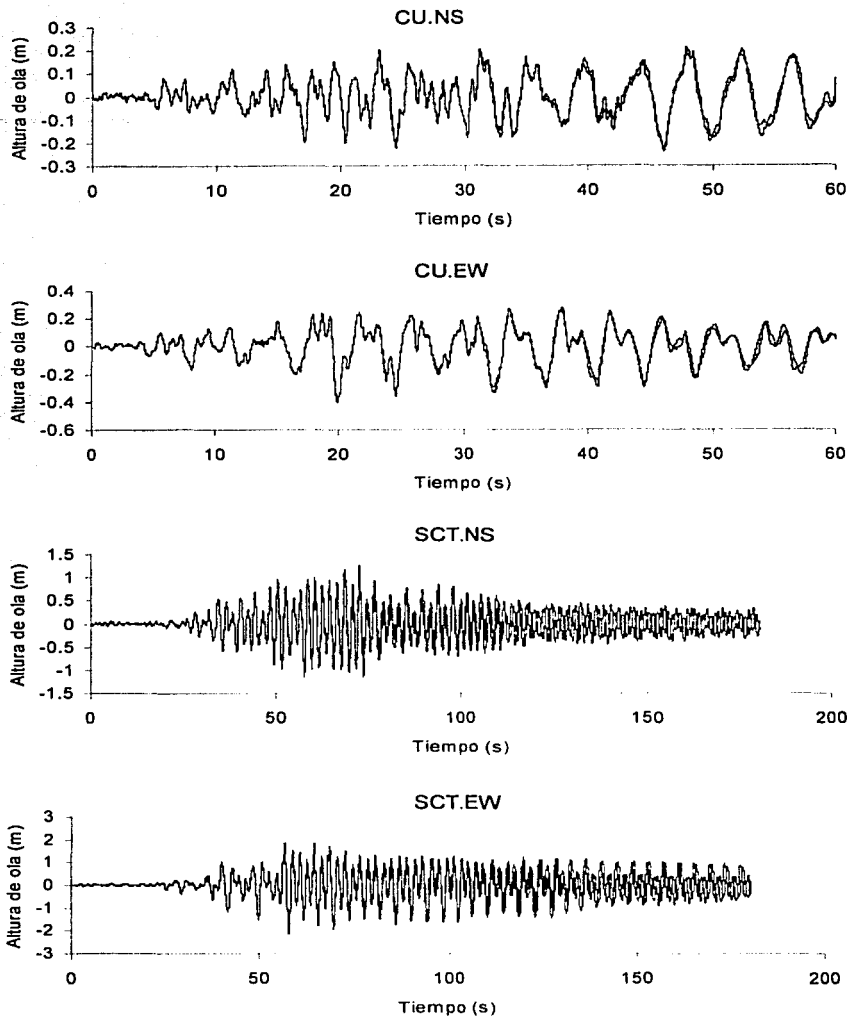 CU.NS
Altura de ola (m)
0.3
0.2
0.1
0
-0.1
-0.2
-0.3
0 10 20 30 40 50 60
Tiempo (s)
CU.EW
Altura de ola (m)
0.4
0.2
0
-0.2
-0.4
-0.6
0 10 20 30 40 50 60
Tiempo (s)
SCT.NS
Altura de ola (m)
1.5
1
0.5
0
-0.5
-1
-1.5
0 50 100 150 200
Tiempo (s)
SCT.EW
Altura de ola (m)
3
2
1
0
-1
-2
-3
0 50 100 150 200
Tiempo (s)